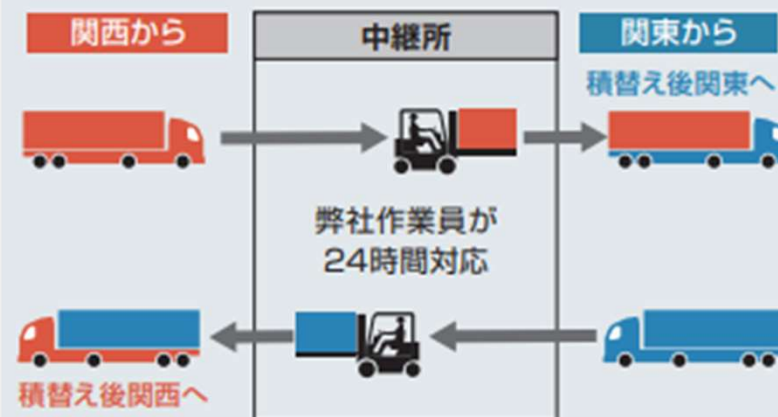 関西から
中継所
関東から
積替え後関東へ
弊社作業員が
24時間対応
積替え後関西へ